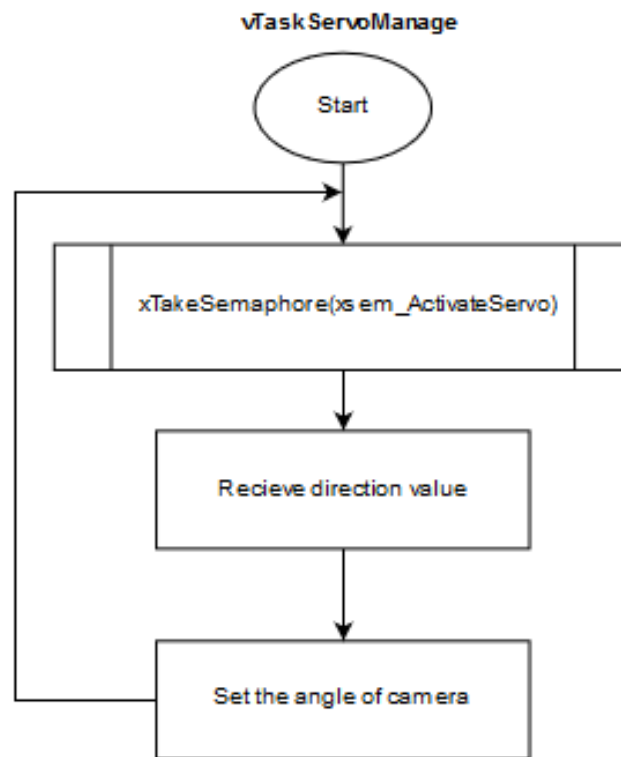 vTaskServoManage
Start
xTakeSemaphore(xsem_ActivateServo)
Recieve direction value
Set the angle of camera